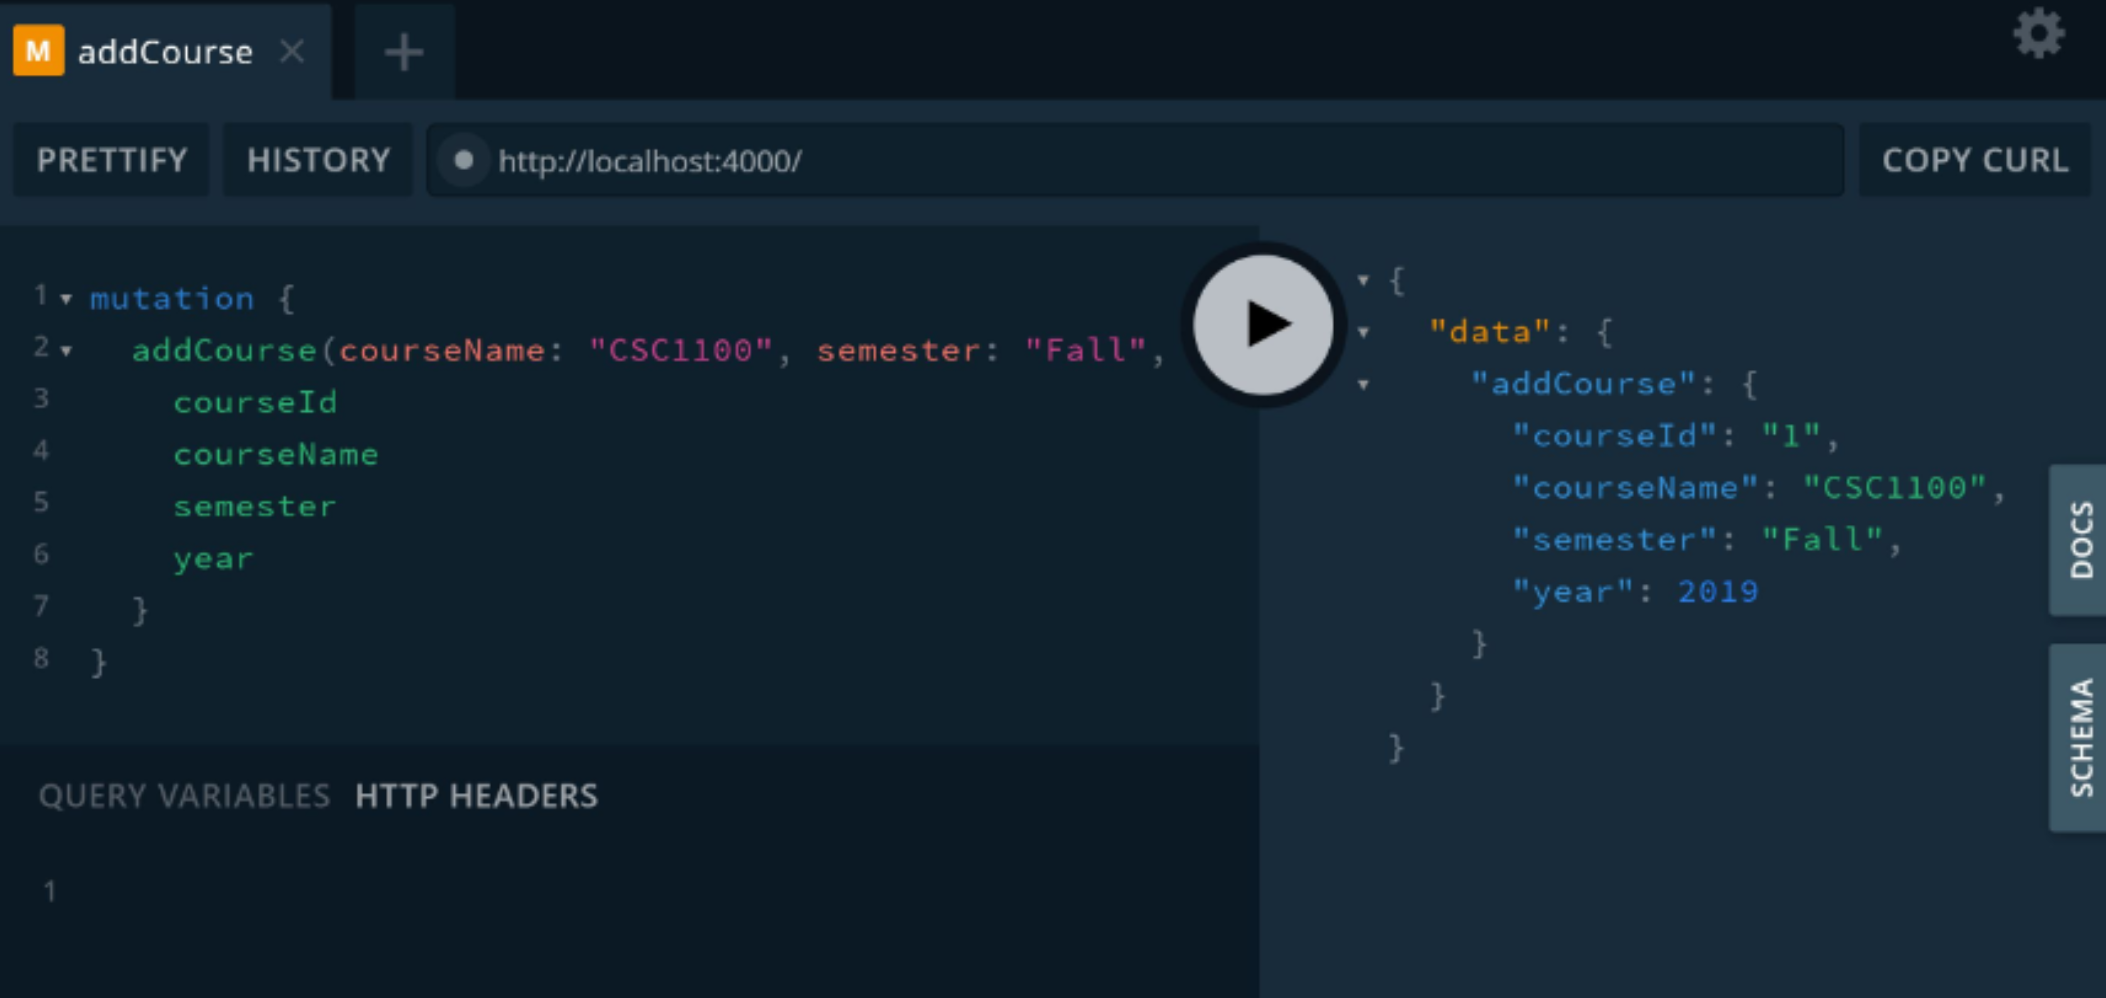 M addCourse × +
PRETTIFY HISTORY http://localhost:4000/ COPY CURL
1 mutation {
2 addCourse(courseName: "CSC1100", semester: "Fall",
3 courseId
4 courseName
5 semester
6 year
7 }
8 }
QUERY VARIABLES HTTP HEADERS
1
{
"data": {
"addCourse": {
"courseId": "1",
"courseName": "CSC1100",
"semester": "Fall",
"year": 2019
}
}
}
DOCS
SCHEMA